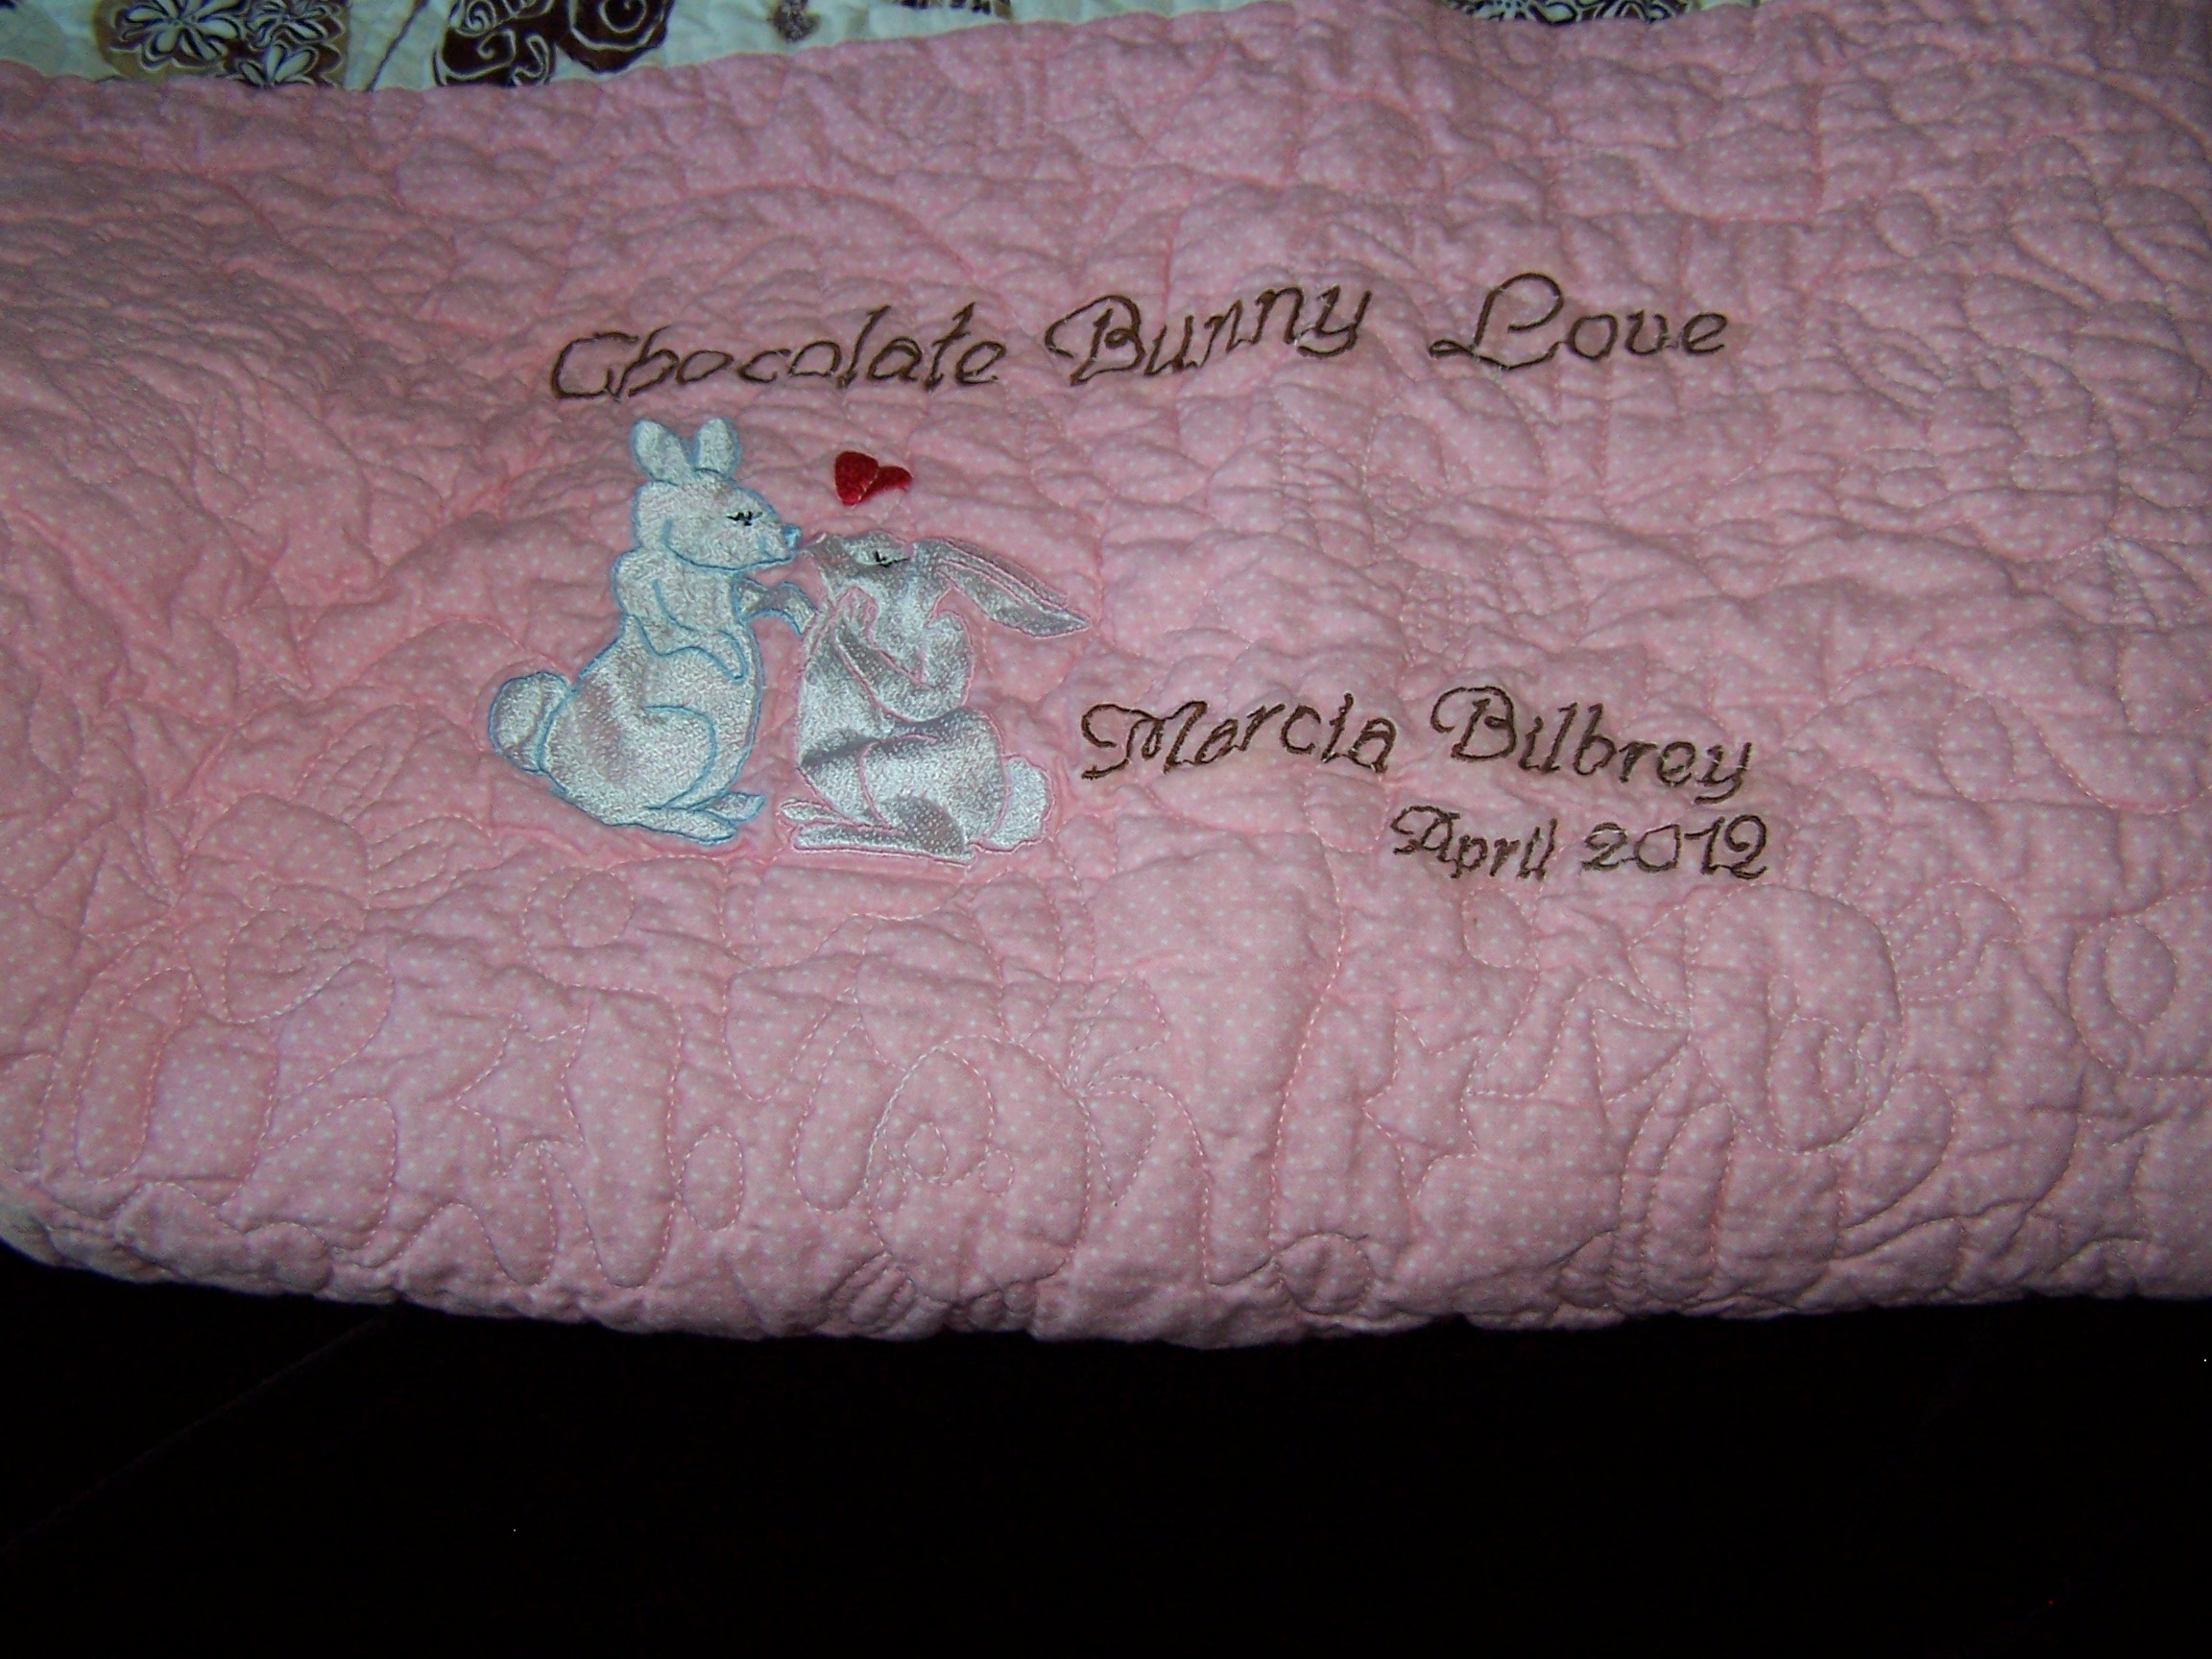 Chocolate Bunny Love
Marcia Bilbrey
April 2012